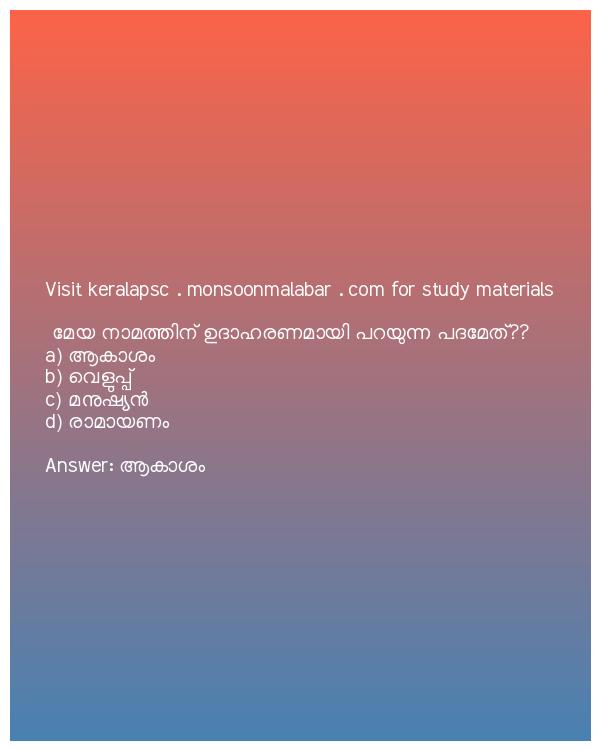 Visit keralapsc . monsoonmalabar . com for study materials
മേയ നാമത്തിന് ഉദാഹരണമായി പറയുന്ന പദമേത്??
a) ആകാശം
b) വെളുപ്പ്
c) മനുഷ്യൻ
d) രാമായണം
Answer: ആകാശം